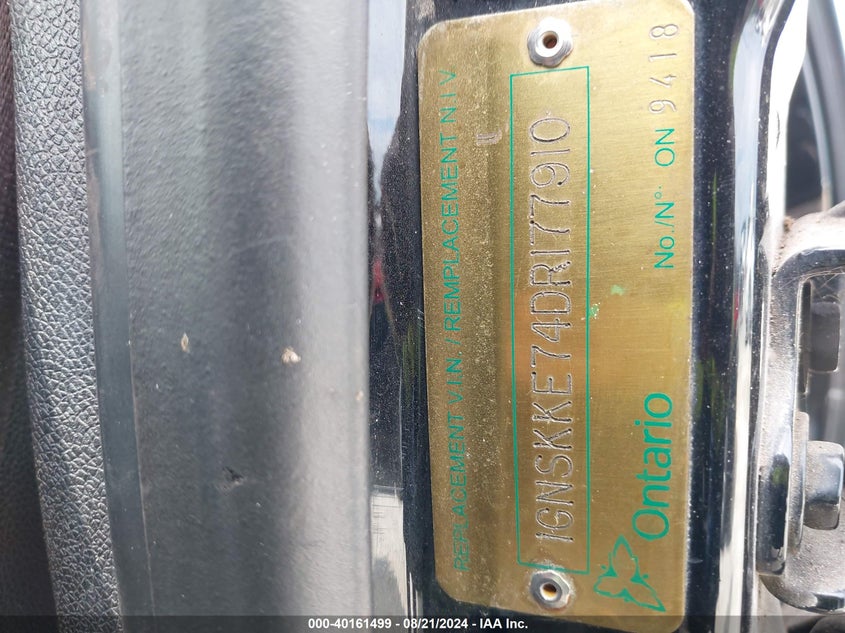 REPLACEMENT V.I.N / REMPLACEMENT N I V
1GNSKKE74DR177910
Ontario No./N°. ON 9418
000-40161499 - 08/21/2024 - IAA Inc.